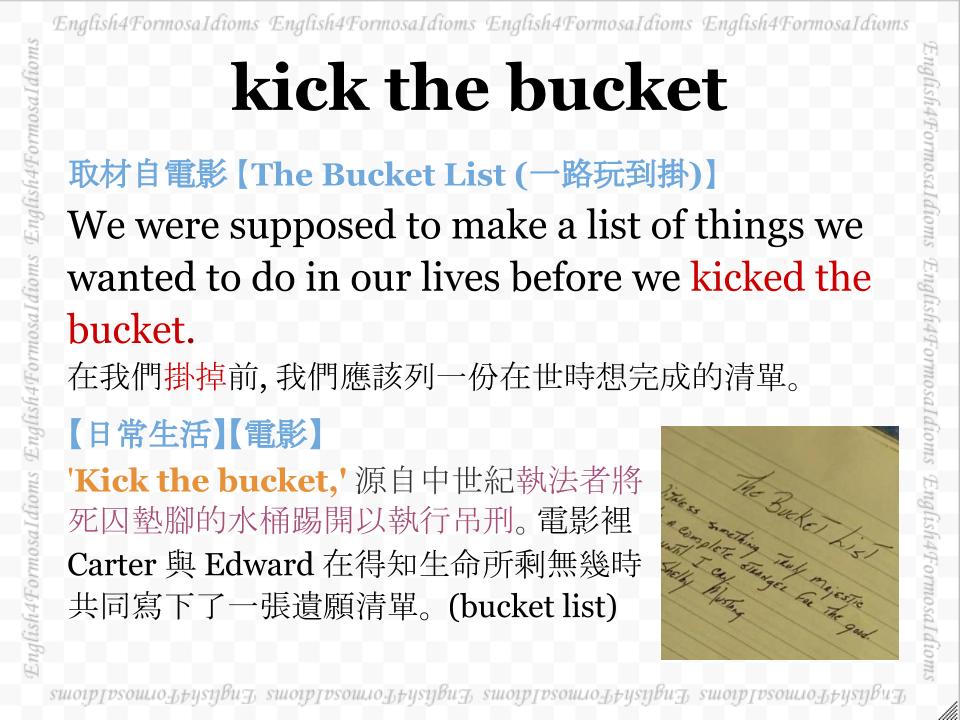 English4FormosaIdioms English4FormosaIdioms English4FormosaIdioms English4FormosaIdioms
kick the bucket
取材自電影【The Bucket List (一路玩到掛)】
We were supposed to make a list of things we
wanted to do in our lives before we kicked the
bucket.
在我們掛掉前, 我們應該列一份在世時想完成的清單。
【日常生活】【電影】
'Kick the bucket,' 源自中世紀執法者將
死囚墊腳的水桶踢開以執行吊刑。電影裡
Carter 與 Edward 在得知生命所剩無幾時
共同寫下了一張遺願清單。(bucket list)
The Bucket List
itness something truly majestic
a complete stranger for the good
until I cry
Shelby Mustang
English4FormosaIdioms English4FormosaIdioms English4FormosaIdioms
English4FormosaIdioms English4FormosaIdioms English4FormosaIdioms
English4FormosaIdioms English4FormosaIdioms English4FormosaIdioms English4FormosaIdioms